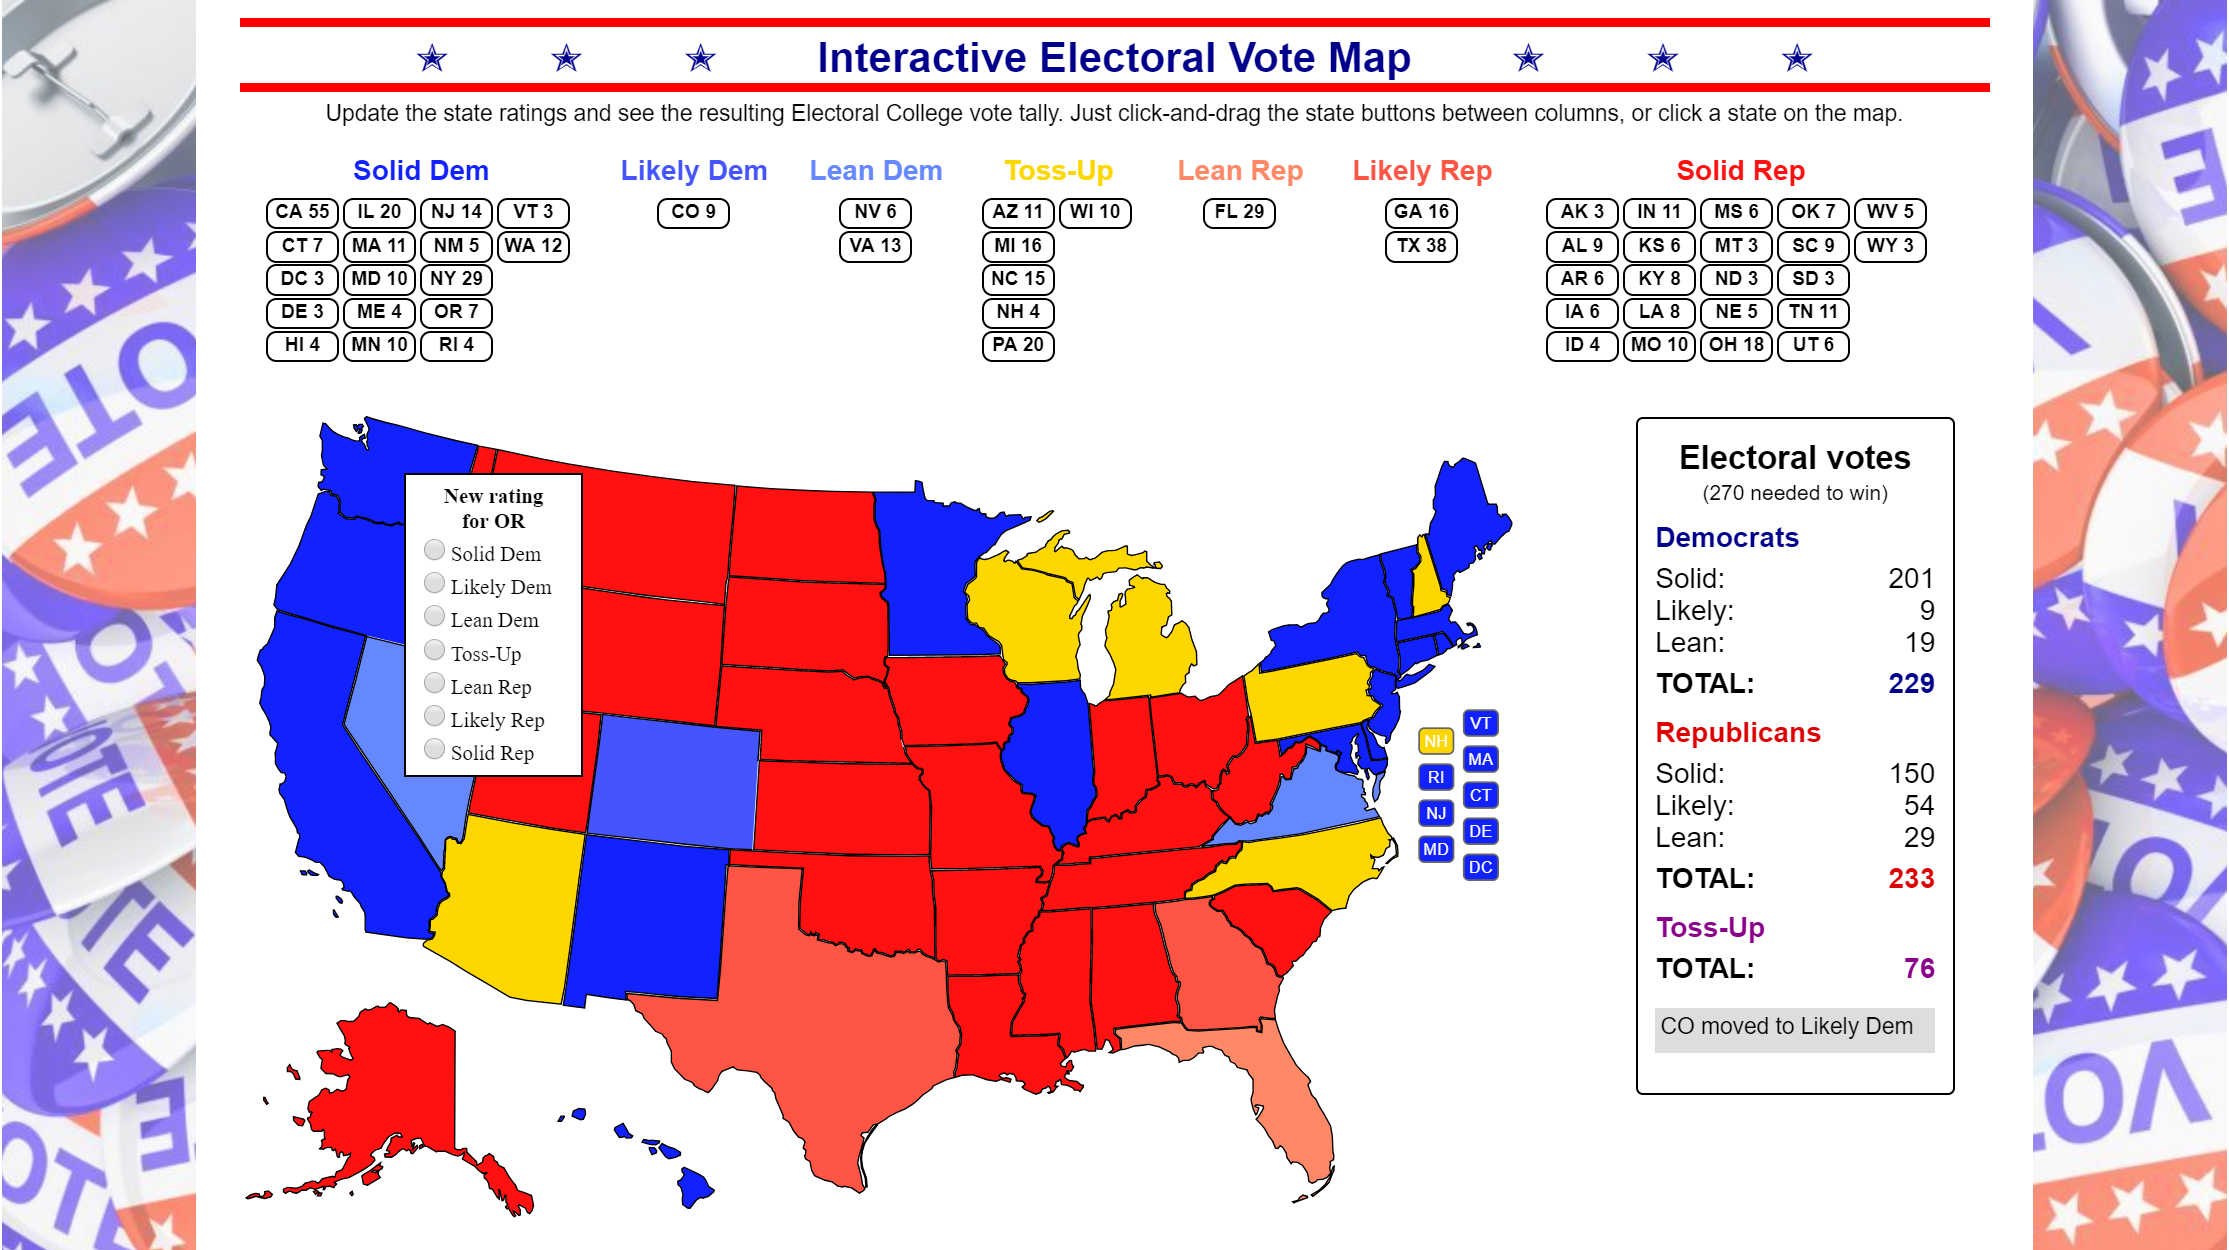 Interactive Electoral Vote Map
Update the state ratings and see the resulting Electoral College vote tally. Just click-and-drag the state buttons between columns, or click a state on the map.
Solid Dem Likely Dem Lean Dem Toss-Up Lean Rep Likely Rep Solid Rep
CA 55 IL 20 NJ 14 VT 3 CO 9 NV 6 AZ 11 WI 10 FL 29 GA 16 AK 3 IN 11 MS 6 OK 7 WV 5
CT 7 MA 11 NM 5 WA 12 VA 13 MI 16 TX 38 AL 9 KS 6 MT 3 SC 9 WY 3
DC 3 MD 10 NY 29 NC 15 AR 6 KY 8 ND 3 SD 3
DE 3 ME 4 OR 7 NH 4 IA 6 LA 8 NE 5 TN 11
HI 4 MN 10 RI 4 PA 20 ID 4 MO 10 OH 18 UT 6
New rating
for OR
Solid Dem
Likely Dem
Lean Dem
Toss-Up
Lean Rep
Likely Rep
Solid Rep
VT
NH
MA
RI
CT
NJ
DE
MD
DC
Electoral votes
(270 needed to win)
Democrats
Solid: 201
Likely: 9
Lean: 19
TOTAL: 229
Republicans
Solid: 150
Likely: 54
Lean: 29
TOTAL: 233
Toss-Up
TOTAL: 76
CO moved to Likely Dem
VOTE